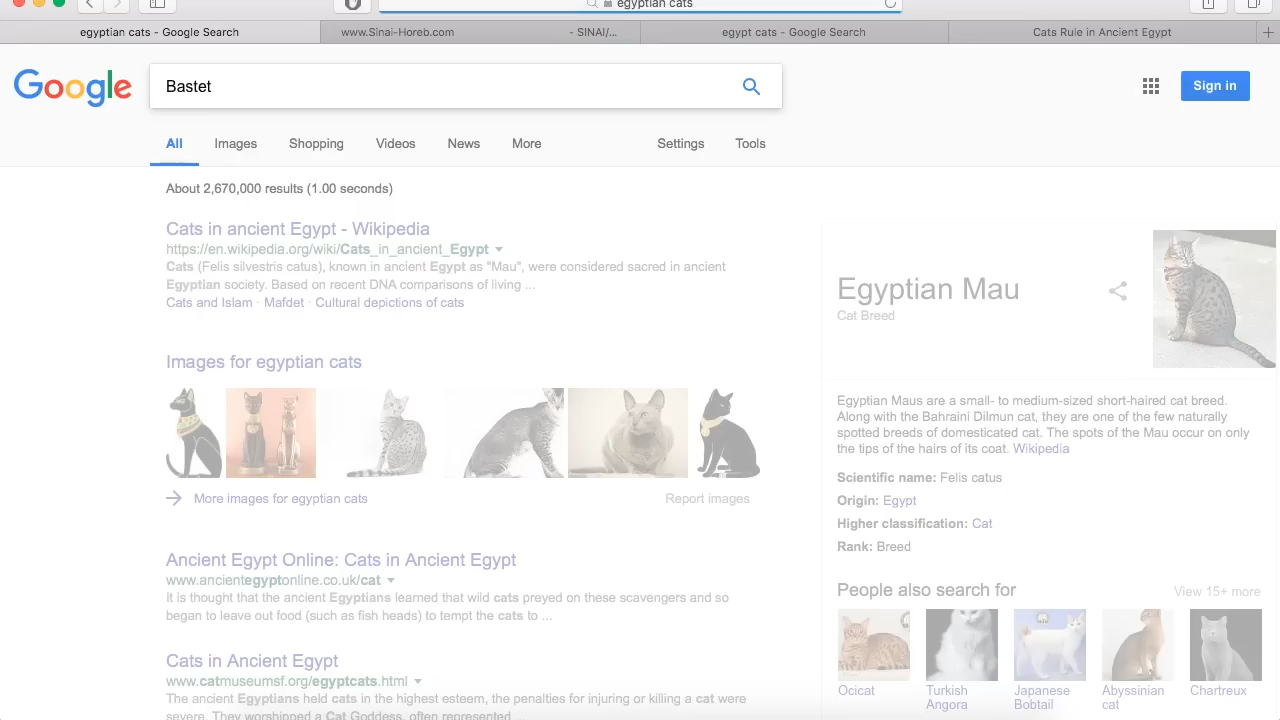 egyptian cats
egyptian cats - Google Search
www.Sinai-Horeb.com - SINAI/...
egypt cats - Google Search
Cats Rule in Ancient Egypt
Google
Bastet
Sign in
All Images Shopping Videos News More Settings Tools
About 2,670,000 results (1.00 seconds)
Cats in ancient Egypt - Wikipedia
https://en.wikipedia.org/wiki/Cats_in_ancient_Egypt
Cats (Felis silvestris catus), known in ancient Egypt as "Mau", were considered sacred in ancient
Egyptian society. Based on recent DNA comparisons of living ...
Cats and Islam · Mafdet · Cultural depictions of cats
Images for egyptian cats
More images for egyptian cats
Report images
Ancient Egypt Online: Cats in Ancient Egypt
www.ancientegyptonline.co.uk/cat
It is thought that the ancient Egyptians learned that wild cats preyed on these scavengers and so
began to leave out food (such as fish heads) to tempt the cats to ...
Cats in Ancient Egypt
www.catmuseumsf.org/egyptcats.html
The ancient Egyptians held cats in the highest esteem, the penalties for injuring or killing a cat were
severe. They worshipped a Cat Goddess, often represented ...
Egyptian Mau
Cat Breed
Egyptian Maus are a small- to medium-sized short-haired cat breed.
Along with the Bahraini Dilmun cat, they are one of the few naturally
spotted breeds of domesticated cat. The spots of the Mau occur on only
the tips of the hairs of its coat. Wikipedia
Scientific name: Felis catus
Origin: Egypt
Higher classification: Cat
Rank: Breed
People also search for
View 15+ more
Ocicat
Turkish
Angora
Japanese
Bobtail
Abyssinian
cat
Chartreux